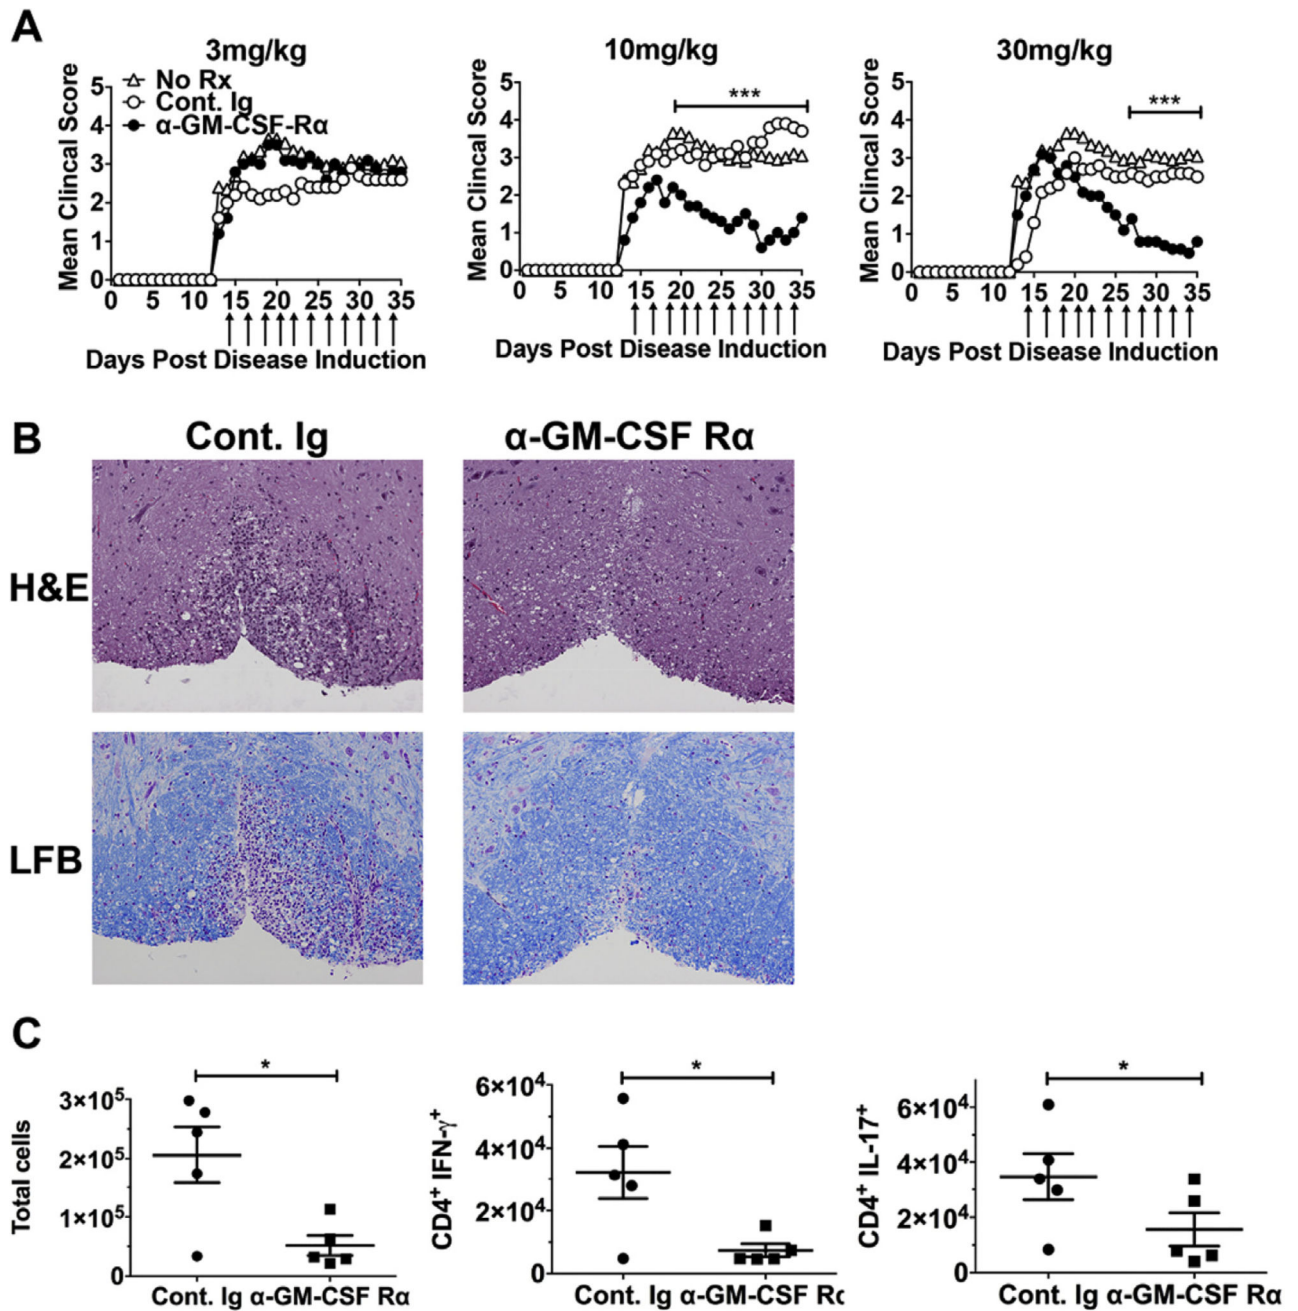 A
3mg/kg
10mg/kg
30mg/kg
Mean Clincal Score
5
4
3
2
1
0
No Rx
Cont. Ig
α-GM-CSF-Rα
0 5 10 15 20 25 30 35
Days Post Disease Induction
Mean Clincal Score
5
4
3
2
1
0
***
0 5 10 15 20 25 30 35
Days Post Disease Induction
Mean Clincal Score
5
4
3
2
1
0
***
0 5 10 15 20 25 30 35
Days Post Disease Induction
B
Cont. Ig
α-GM-CSF Rα
H&E
LFB
C
Total cells
3×10⁵
2×10⁵
1×10⁵
0
*
Cont. Ig α-GM-CSF Rα
CD4⁺ IFN-γ⁺
6×10⁴
4×10⁴
2×10⁴
0
*
Cont. Ig α-GM-CSF Rα
CD4⁺ IL-17⁺
6×10⁴
4×10⁴
2×10⁴
0
*
Cont. Ig α-GM-CSF Rα